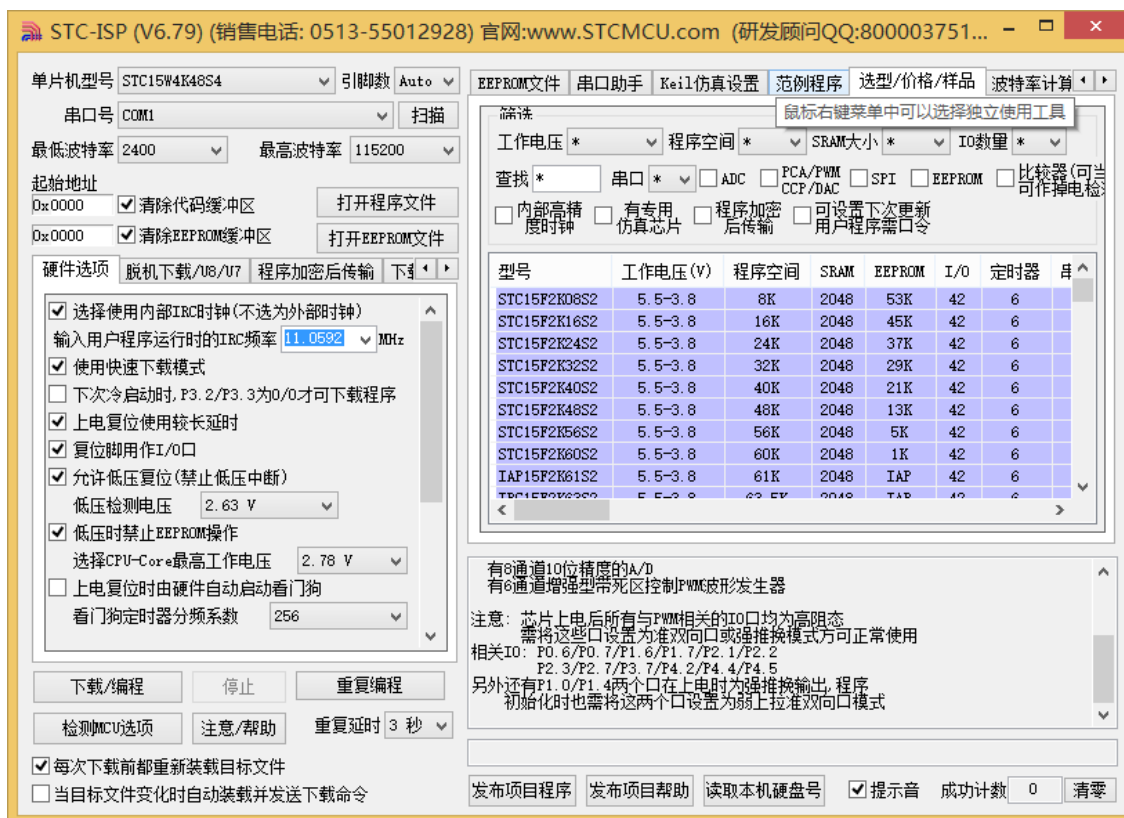 STC-ISP (V6.79) (销售电话: 0513-55012928) 官网:www.STCMCU.com (研发顾问QQ:800003751...
单片机型号 STC15W4K48S4 引脚数 Auto
串口号 COM1 扫描
最低波特率 2400 最高波特率 115200
起始地址
0x0000 清除代码缓冲区 打开程序文件
0x0000 清除EEPROM缓冲区 打开EEPROM文件
硬件选项 脱机下载/U8/U7 程序加密后传输
选择使用内部IRC时钟(不选为外部时钟)
输入用户程序运行时的IRC频率 11.0592 MHz
使用快速下载模式
下次冷启动时,P3.2/P3.3为0/0才可下载程序
上电复位使用较长延时
复位脚用作I/O口
允许低压复位(禁止低压中断)
低压检测电压 2.63 V
低压时禁止EEPROM操作
选择CPU-Core最高工作电压 2.78 V
上电复位时由硬件自动启动看门狗
看门狗定时器分频系数 256
下载/编程 停止 重复编程
检测MCU选项 注意/帮助 重复延时 3 秒
每次下载前都重新装载目标文件
当目标文件变化时自动装载并发送下载命令
EEPROM文件 串口助手 Keil仿真设置 范例程序 选型/价格/样品 波特率计算
鼠标右键菜单中可以选择独立使用工具
筛选
工作电压 * 程序空间 * SRAM大小 * IO数量 *
查找 * 串口 * ADC PCA/PWM CCP/DAC SPI EEPROM 比较器(可当 可作掉电检
内部高精度时钟 有专用仿真芯片 程序加密后传输 可设置下次更新用户程序需口令
型号 工作电压(V) 程序空间 SRAM EEPROM I/O 定时器 串
STC15F2K08S2 5.5-3.8 8K 2048 53K 42 6
STC15F2K16S2 5.5-3.8 16K 2048 45K 42 6
STC15F2K24S2 5.5-3.8 24K 2048 37K 42 6
STC15F2K32S2 5.5-3.8 32K 2048 29K 42 6
STC15F2K40S2 5.5-3.8 40K 2048 21K 42 6
STC15F2K48S2 5.5-3.8 48K 2048 13K 42 6
STC15F2K56S2 5.5-3.8 56K 2048 5K 42 6
STC15F2K60S2 5.5-3.8 60K 2048 1K 42 6
IAP15F2K61S2 5.5-3.8 61K 2048 IAP 42 6
有8通道10位精度的A/D
有6通道增强型带死区控制PWM波形发生器
注意: 芯片上电后所有与PWM相关的IO口均为高阻态
需将这些口设置为准双向口或强推挽模式方可正常使用
相关IO: P0.6/P0.7/P1.6/P1.7/P2.1/P2.2
P2.3/P2.7/P3.7/P4.2/P4.4/P4.5
另外还有P1.0/P1.4两个口在上电时为强推挽输出,程序
初始化时也需将这两个口设置为弱上拉准双向口模式
发布项目程序 发布项目帮助 读取本机硬盘号 提示音 成功计数 0 清零